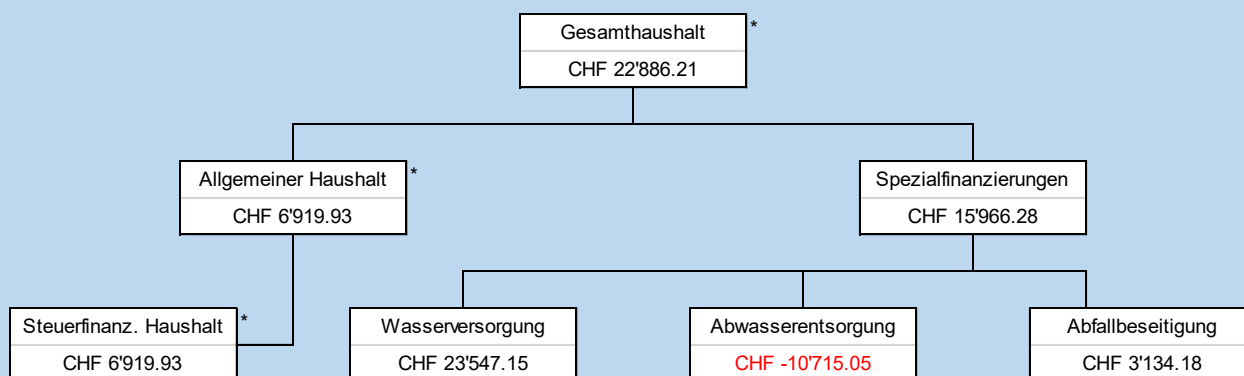 Gesamthaushalt *
CHF 22'886.21
Allgemeiner Haushalt *
CHF 6'919.93
Spezialfinanzierungen
CHF 15'966.28
Steuerfinanz. Haushalt *
CHF 6'919.93
Wasserversorgung
CHF 23'547.15
Abwasserentsorgung
CHF -10'715.05
Abfallbeseitigung
CHF 3'134.18